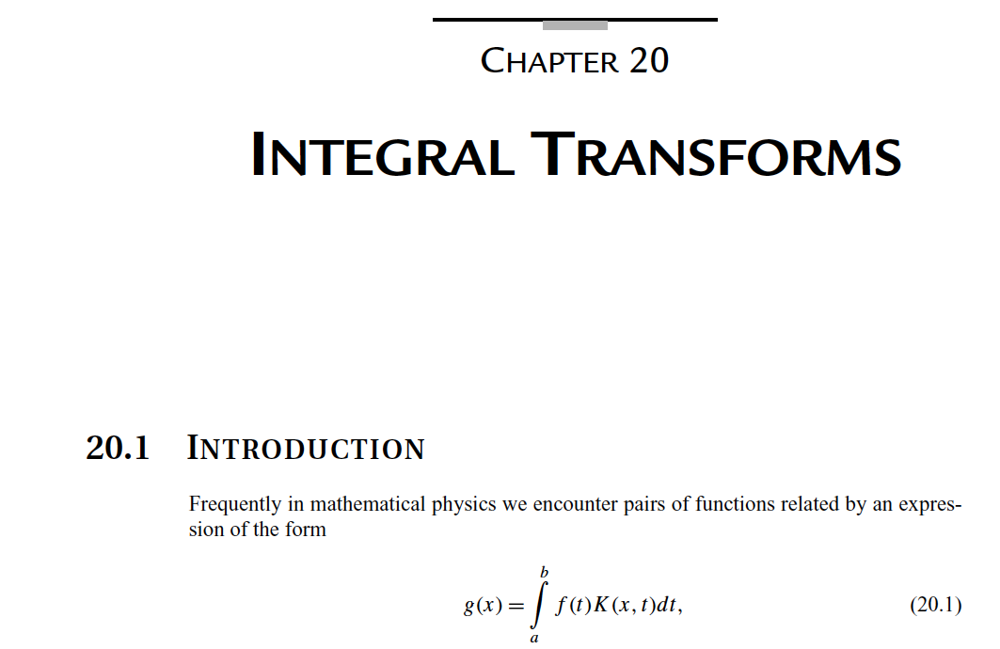 CHAPTER 20
INTEGRAL TRANSFORMS
20.1 INTRODUCTION
Frequently in mathematical physics we encounter pairs of functions related by an expres-
sion of the form
g(x) = ∫_a^b f(t)K(x, t)dt, (20.1)